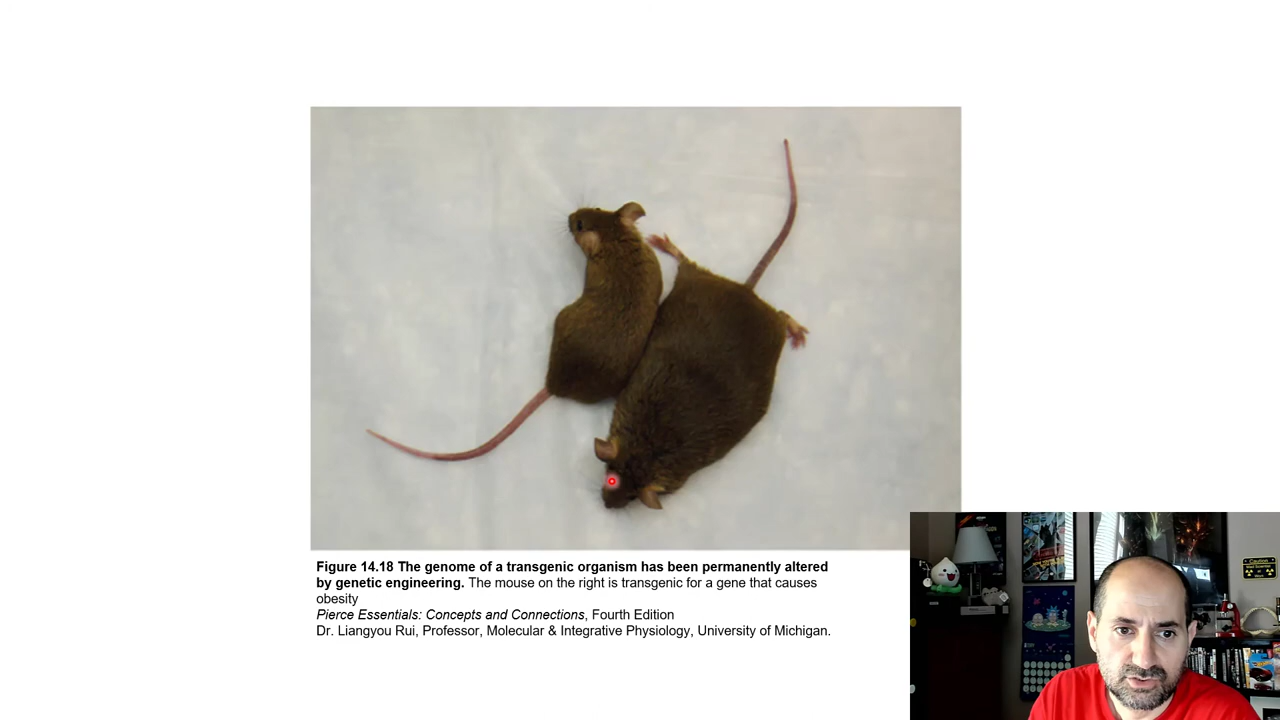 Figure 14.18 The genome of a transgenic organism has been permanently altered
by genetic engineering. The mouse on the right is transgenic for a gene that causes
obesity
Pierce Essentials: Concepts and Connections, Fourth Edition
Dr. Liangyou Rui, Professor, Molecular & Integrative Physiology, University of Michigan.
Caution